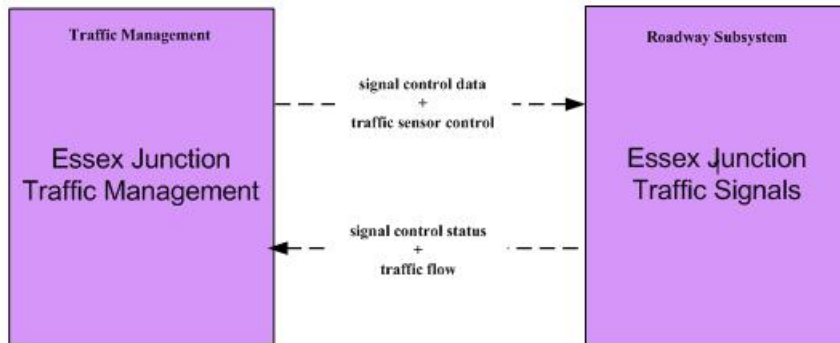 Traffic Management
Essex Junction
Traffic Management
signal control data
+
traffic sensor control
signal control status
+
traffic flow
Roadway Subsystem
Essex Junction
Traffic Signals